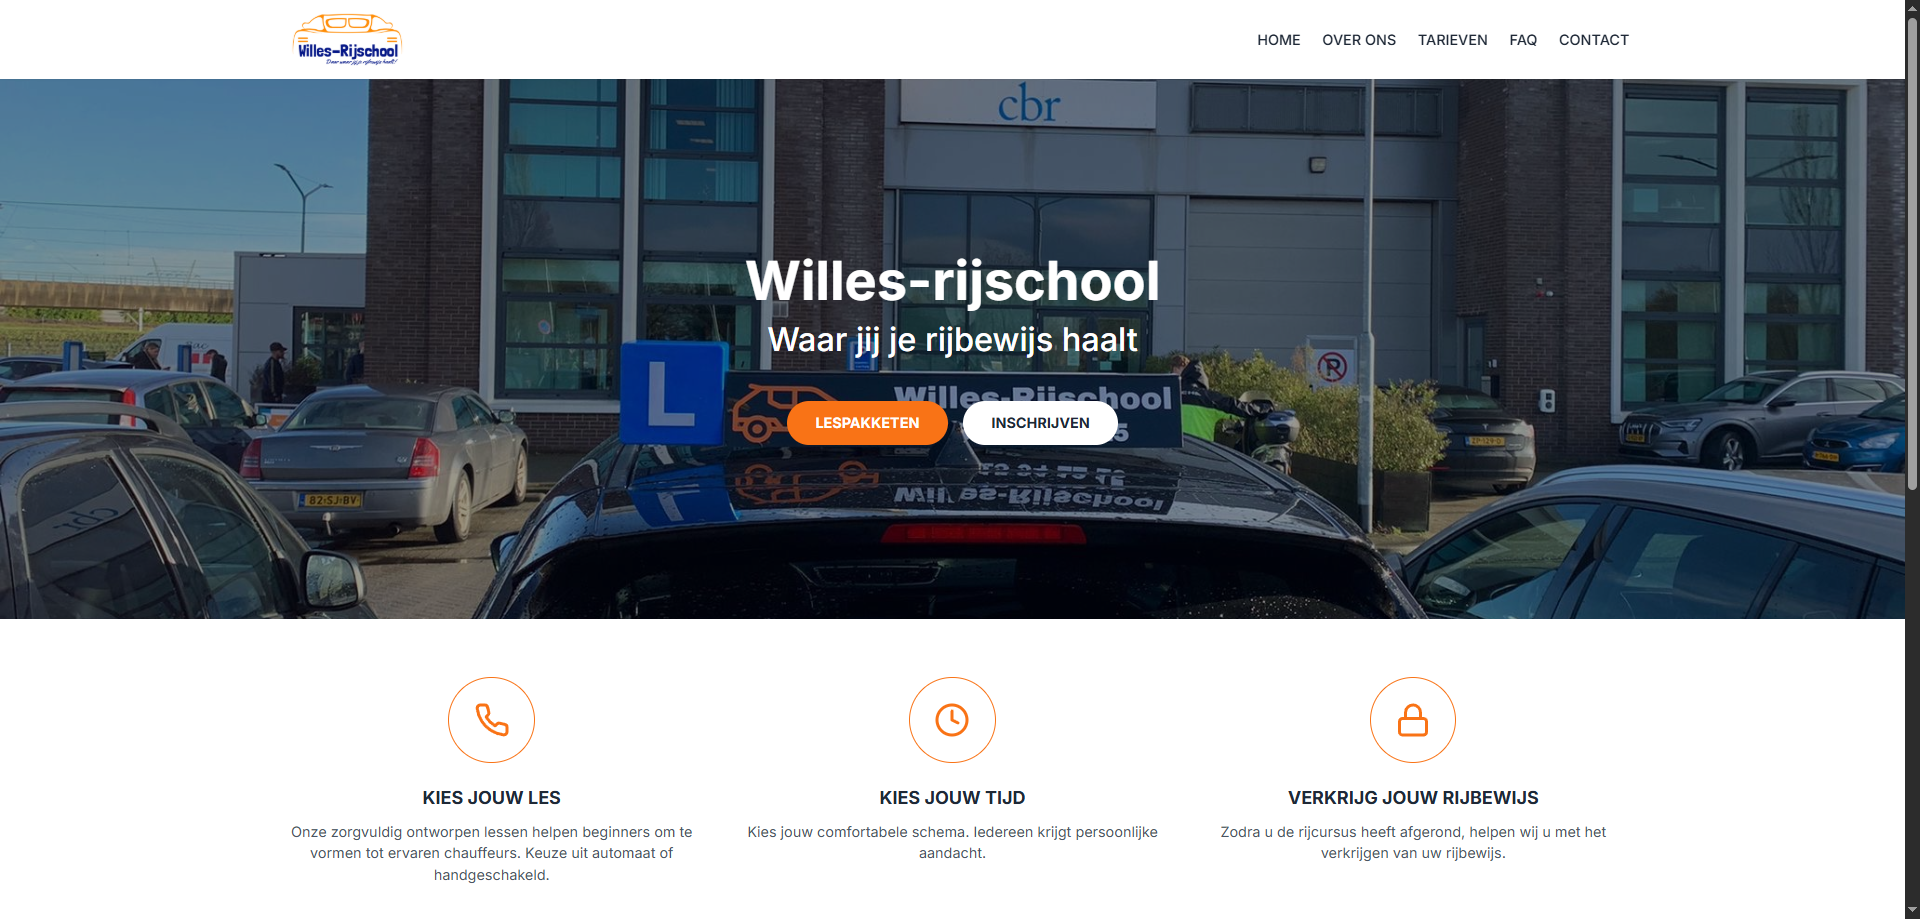 Willes-Rijschool
Daar waar jij je rijbewijs haalt!
HOME OVER ONS TARIEVEN FAQ CONTACT
cbr
Willes-rijschool
Waar jij je rijbewijs haalt
L
Willes-Rijschool
LESPAKKETEN
INSCHRIJVEN
82-SJ-BV
KIES JOUW LES
Onze zorgvuldig ontworpen lessen helpen beginners om te
vormen tot ervaren chauffeurs. Keuze uit automaat of
handgeschakeld.
KIES JOUW TIJD
Kies jouw comfortabele schema. Iedereen krijgt persoonlijke
aandacht.
VERKRIJG JOUW RIJBEWIJS
Zodra u de rijcursus heeft afgerond, helpen wij u met het
verkrijgen van uw rijbewijs.